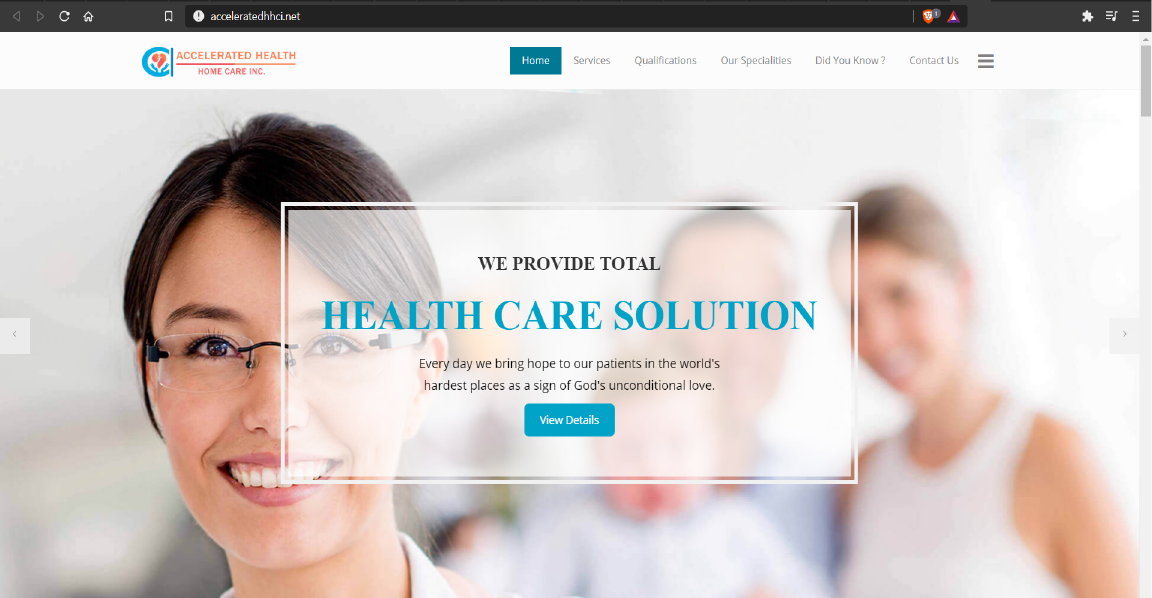 acceleratedhhci.net
1
ACCELERATED HEALTH
HOME CARE INC.
Home
Services
Qualifications
Our Specialities
Did You Know ?
Contact Us
WE PROVIDE TOTAL
HEALTH CARE SOLUTION
Every day we bring hope to our patients in the world's
hardest places as a sign of God's unconditional love.
View Details